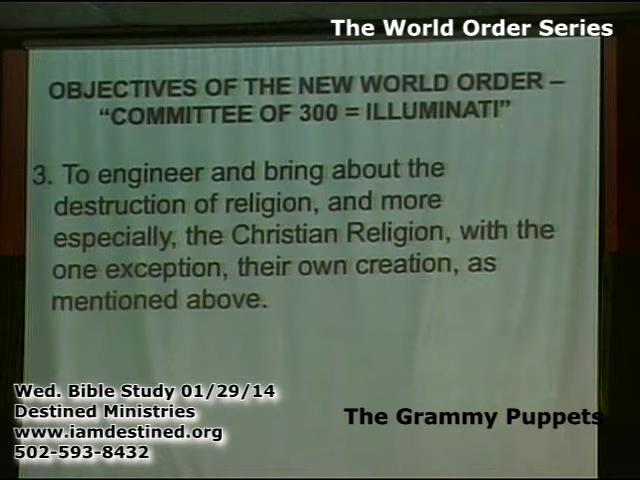 The World Order Series
OBJECTIVES OF THE NEW WORLD ORDER –
“COMMITTEE OF 300 = ILLUMINATI”
3. To engineer and bring about the
destruction of religion, and more
especially, the Christian Religion, with the
one exception, their own creation, as
mentioned above.
Wed. Bible Study 01/29/14
Destined Ministries
www.iamdestined.org
502-593-8432
The Grammy Puppets